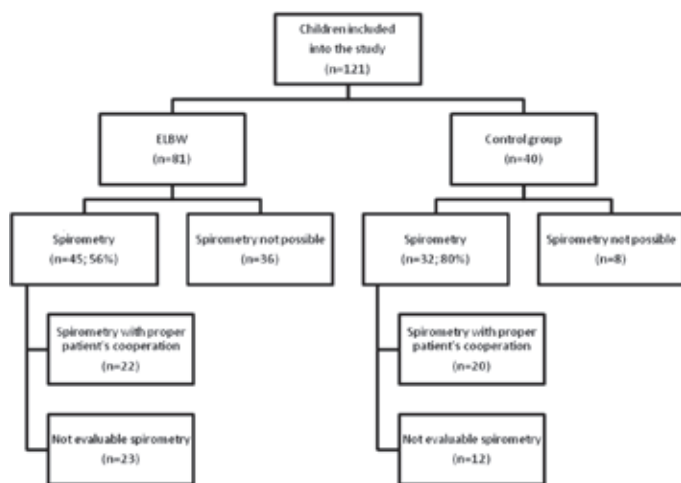 Children included
into the study
(n=121)
ELBW
(n=81)
Control group
(n=40)
Spirometry
(n=45; 56%)
Spirometry not possible
(n=36)
Spirometry
(n=32; 80%)
Spirometry not possible
(n=8)
Spirometry with proper
patient's cooperation
(n=22)
Spirometry with proper
patient's cooperation
(n=20)
Not evaluable spirometry
(n=23)
Not evaluable spirometry
(n=12)